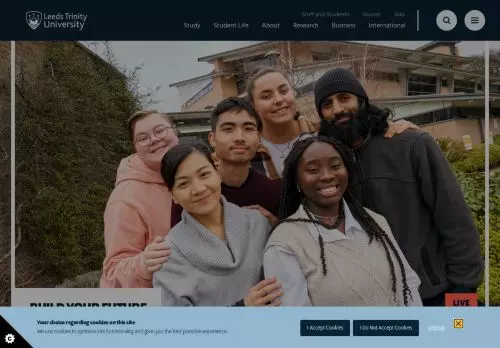 Leeds Trinity
University
Staff and Students Alumni Jobs
Study Student Life About Research Business International
BUILD YOUR FUTURE
LIVE
Your choice regarding cookies on this site
We use cookies to optimise site functionality and give you the best possible experience.
I Accept Cookies
I Do Not Accept Cookies
Settings